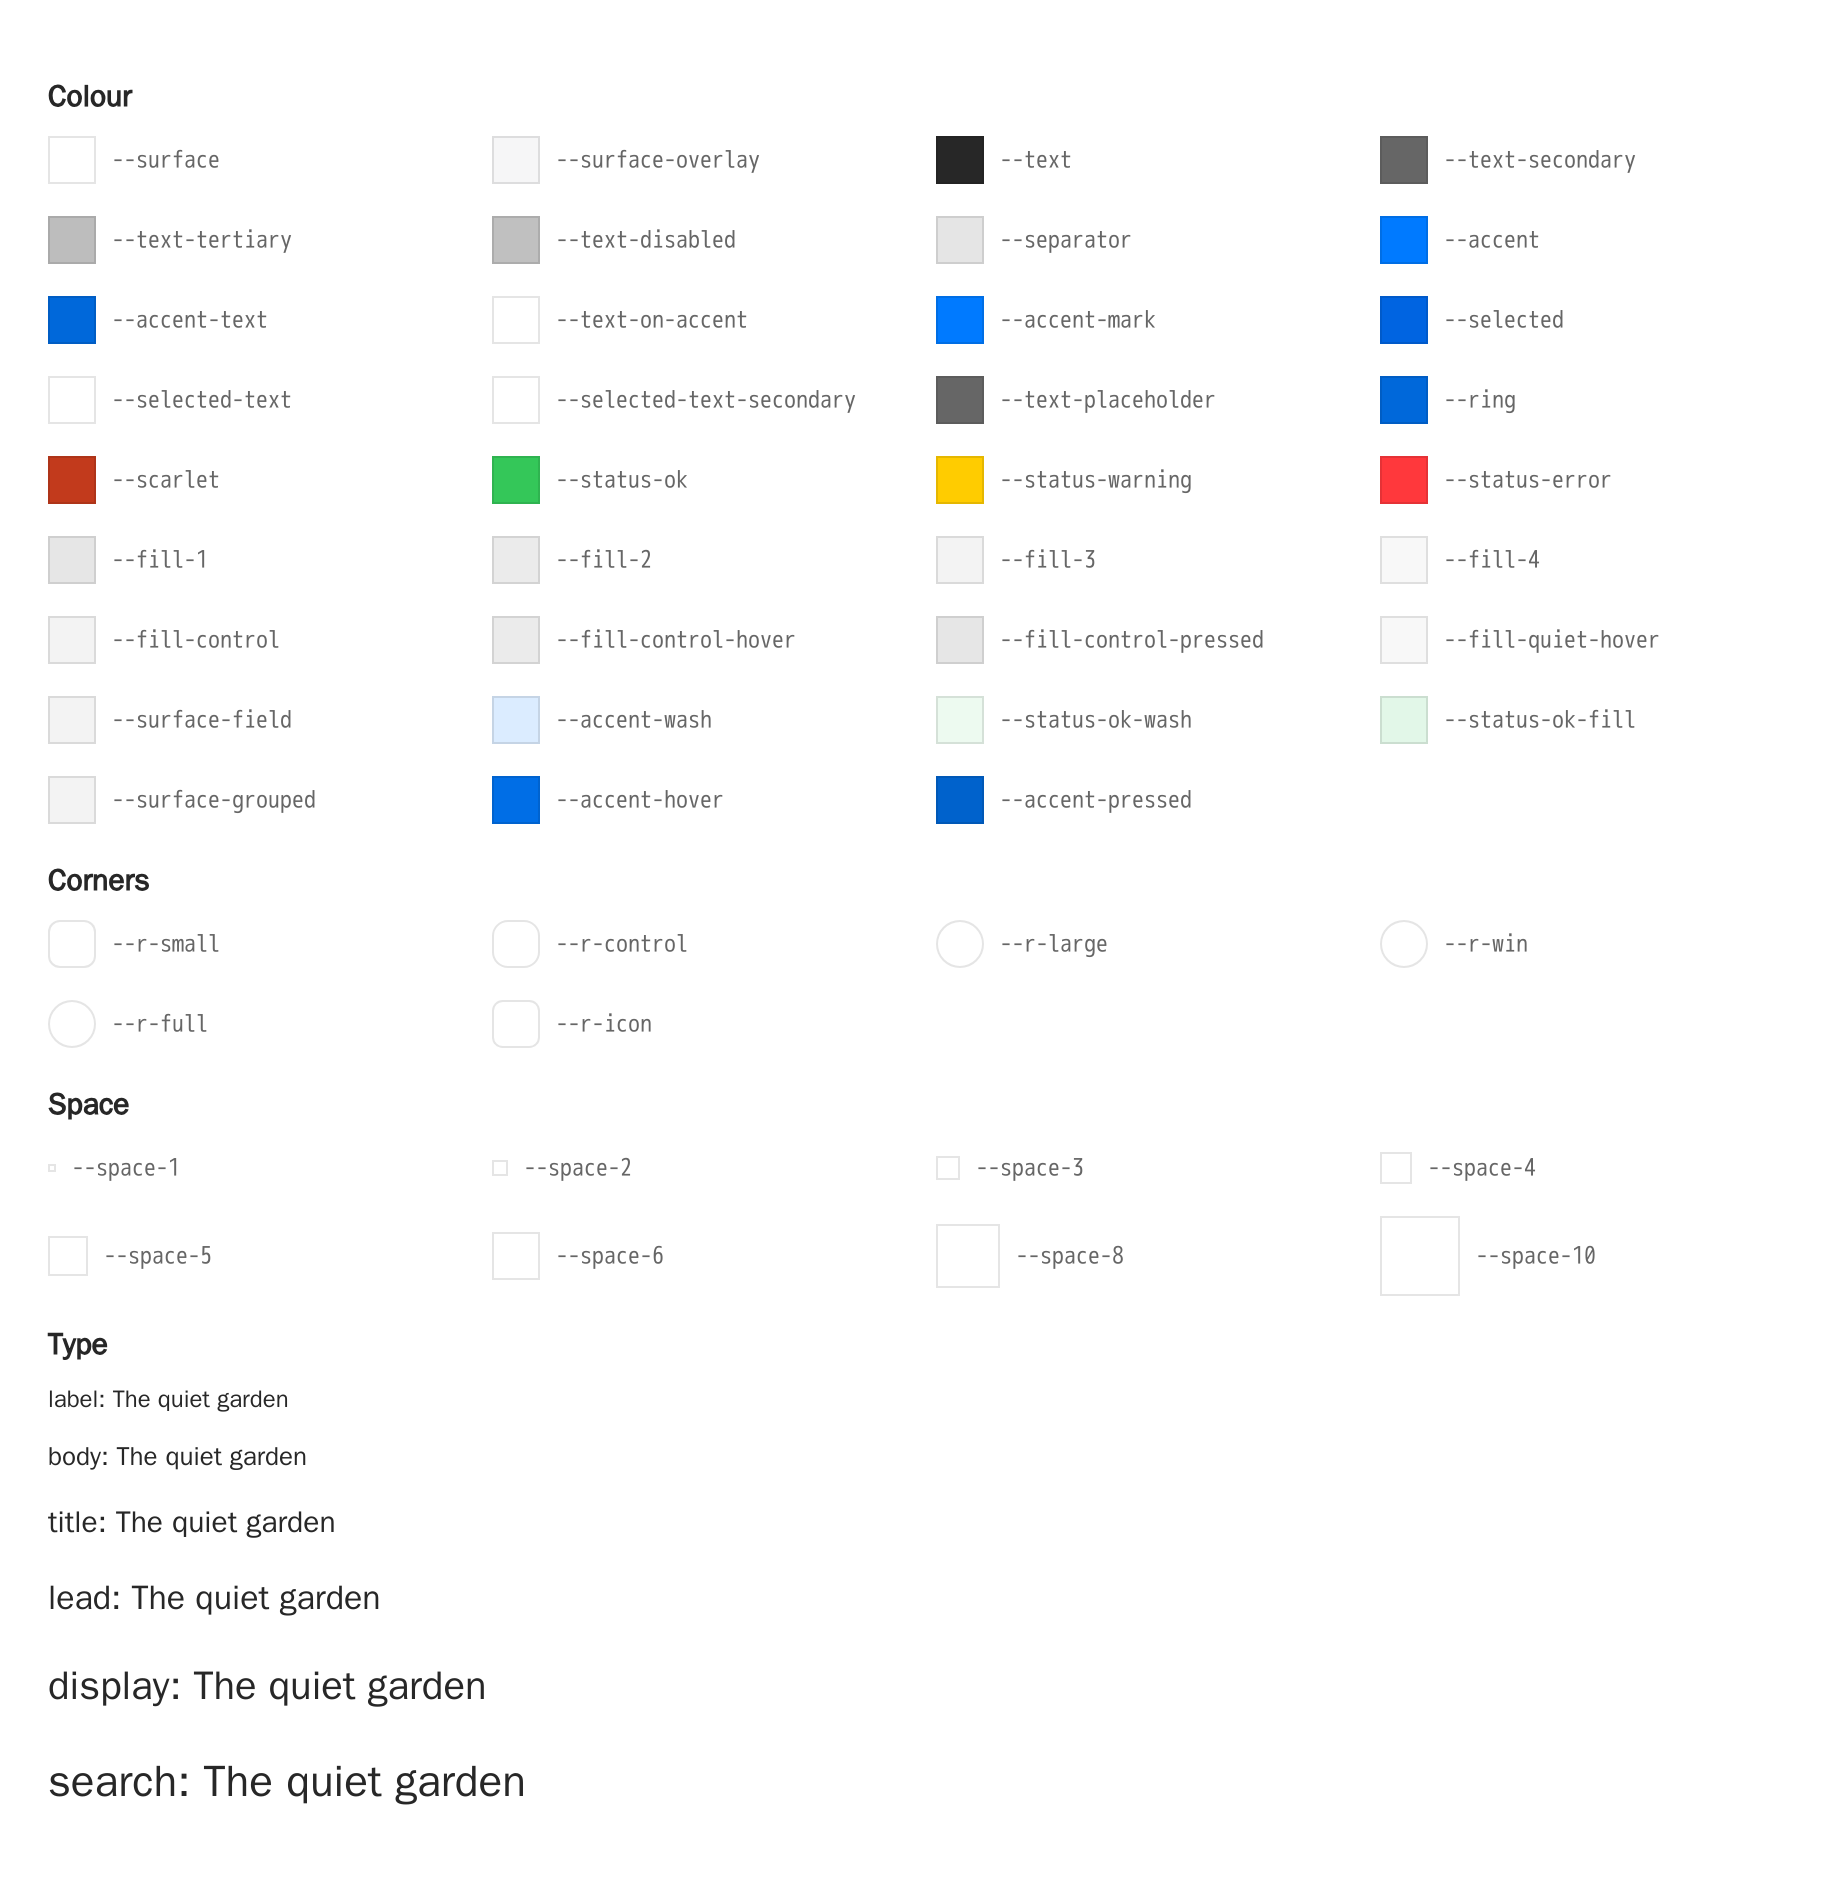 Colour
--surface --surface-overlay --text --text-secondary
--text-tertiary --text-disabled --separator --accent
--accent-text --text-on-accent --accent-mark --selected
--selected-text --selected-text-secondary --text-placeholder --ring
--scarlet --status-ok --status-warning --status-error
--fill-1 --fill-2 --fill-3 --fill-4
--fill-control --fill-control-hover --fill-control-pressed --fill-quiet-hover
--surface-field --accent-wash --status-ok-wash --status-ok-fill
--surface-grouped --accent-hover --accent-pressed
Corners
--r-small --r-control --r-large --r-win
--r-full --r-icon
Space
--space-1 --space-2 --space-3 --space-4
--space-5 --space-6 --space-8 --space-10
Type
label: The quiet garden
body: The quiet garden
title: The quiet garden
lead: The quiet garden
display: The quiet garden
search: The quiet garden